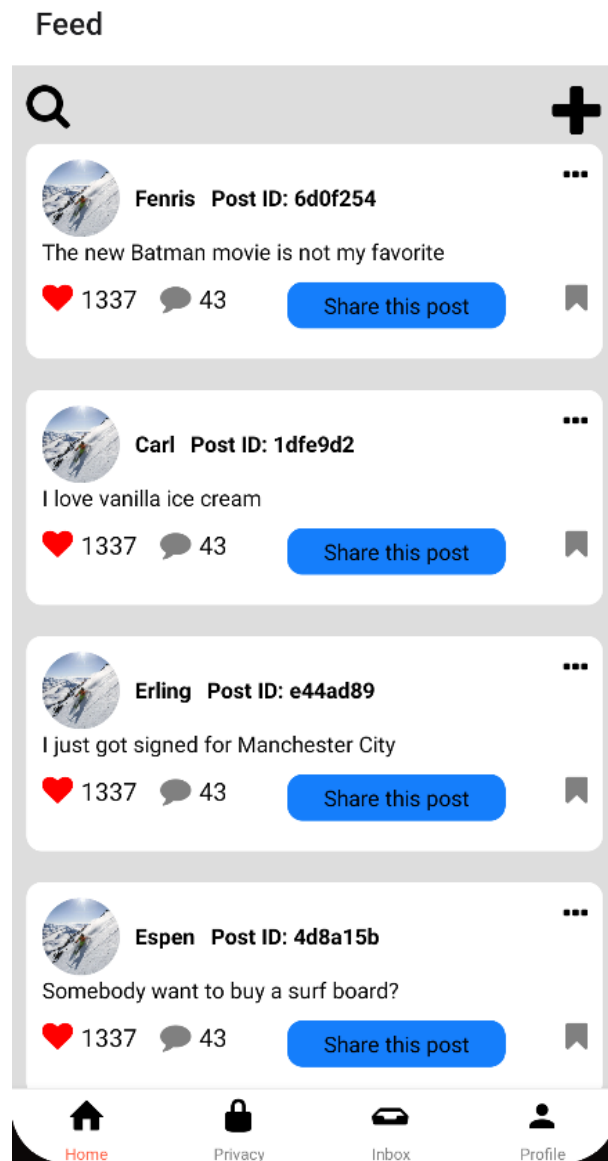 Feed
Fenris Post ID: 6d0f254
The new Batman movie is not my favorite
1337 43 Share this post
Carl Post ID: 1dfe9d2
I love vanilla ice cream
1337 43 Share this post
Erling Post ID: e44ad89
I just got signed for Manchester City
1337 43 Share this post
Espen Post ID: 4d8a15b
Somebody want to buy a surf board?
1337 43 Share this post
Home Privacy Inbox Profile